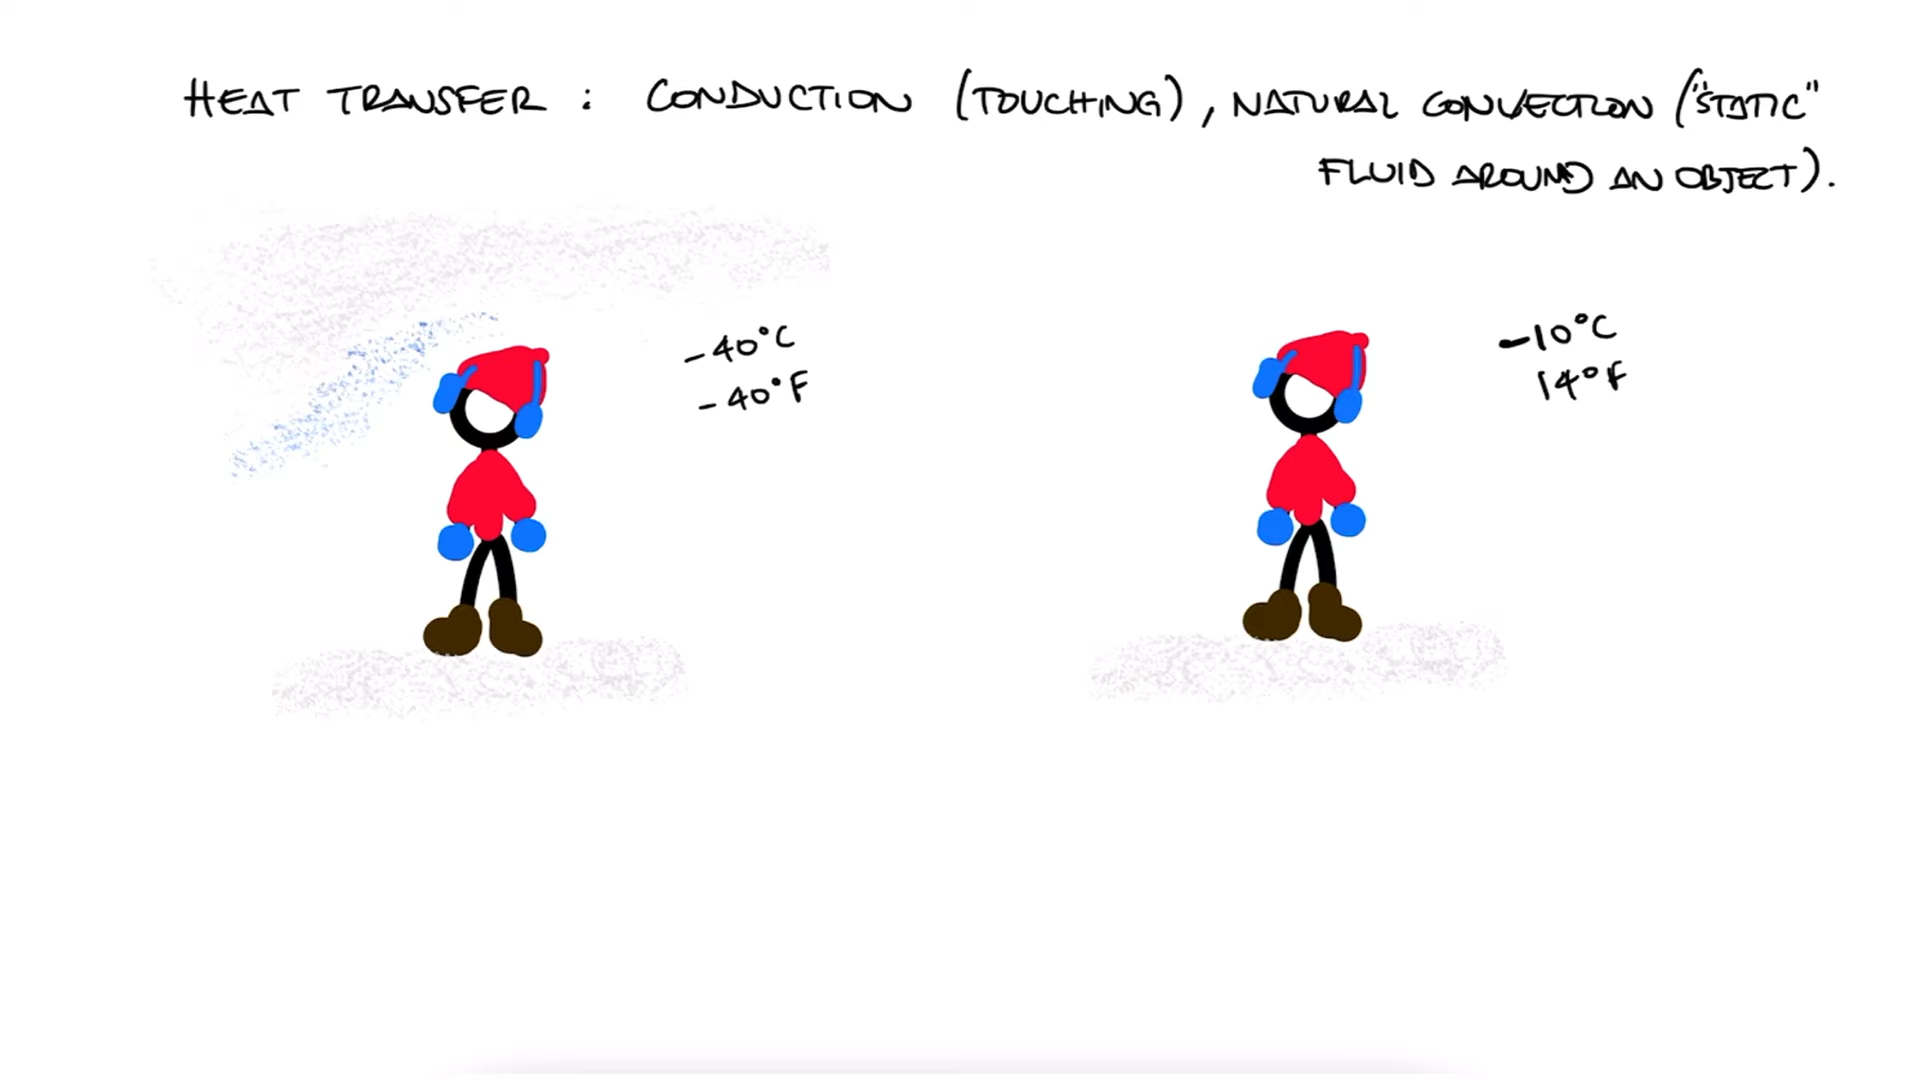 HEAT TRANSFER : CONDUCTION (TOUCHING), NATURAL CONVECTION ("STATIC"
FLUID AROUND AN OBJECT).
-40°C
-40°F
-10°C
14°F